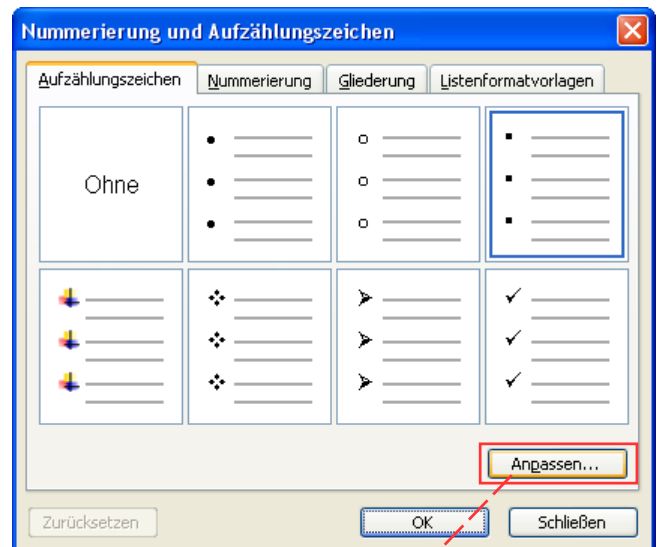 Nummerierung und Aufzählungszeichen
Aufzählungszeichen Nummerierung Gliederung Listenformatvorlagen
Ohne
Anpassen...
Zurücksetzen OK Schließen